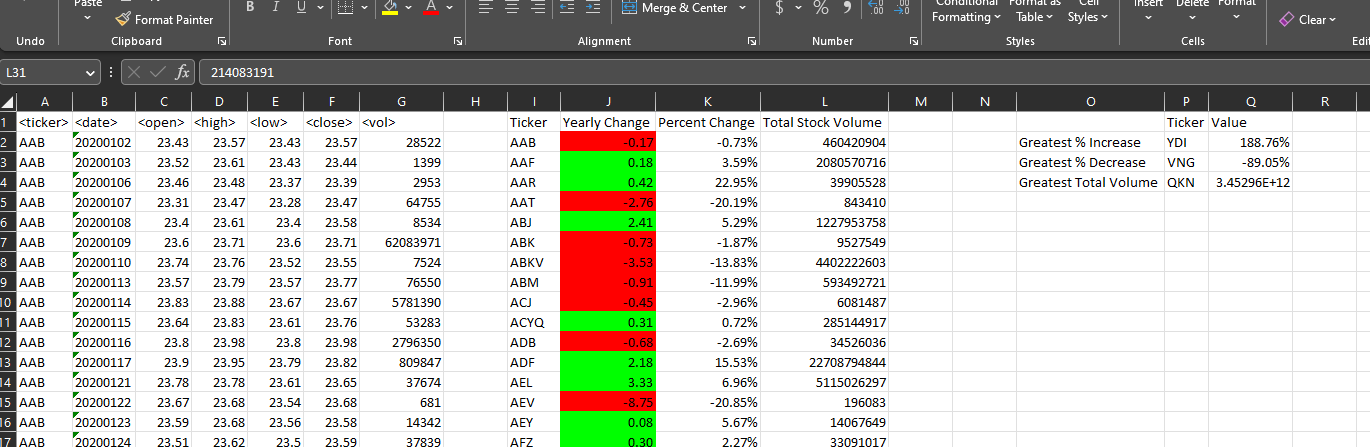 Paste Format Painter B I U $ % 9 Merge & Center Conditional Formatting Format as Table Cell Styles Insert Delete Format Clear
Undo Clipboard Font Alignment Number Styles Cells
L31 fx 214083191
A B C D E F G H I J K L M N O P Q R
1 <ticker> <date> <open> <high> <low> <close> <vol> Ticker Yearly Change Percent Change Total Stock Volume Ticker Value
2 AAB 20200102 23.43 23.57 23.43 23.57 28522 AAB -0.17 -0.73% 460420904 Greatest % Increase YDI 188.76%
3 AAB 20200103 23.52 23.61 23.43 23.44 1399 AAF 0.18 3.59% 2080570716 Greatest % Decrease VNG -89.05%
4 AAB 20200106 23.46 23.48 23.37 23.39 2953 AAR 0.42 22.95% 39905528 Greatest Total Volume QKN 3.45296E+12
5 AAB 20200107 23.31 23.47 23.28 23.47 64755 AAT -2.76 -20.19% 843410
6 AAB 20200108 23.4 23.61 23.4 23.58 8534 ABJ 2.41 5.29% 1227953758
7 AAB 20200109 23.6 23.71 23.6 23.71 62083971 ABK -0.73 -1.87% 9527549
8 AAB 20200110 23.74 23.76 23.52 23.55 7524 ABKV -3.53 -13.83% 4402222603
9 AAB 20200113 23.57 23.79 23.57 23.77 76550 ABM -0.91 -11.99% 593492721
10 AAB 20200114 23.83 23.88 23.67 23.67 5781390 ACJ -0.45 -2.96% 6081487
11 AAB 20200115 23.64 23.83 23.61 23.76 53283 ACYQ 0.31 0.72% 285144917
12 AAB 20200116 23.8 23.98 23.8 23.98 2796350 ADB -0.68 -2.69% 34526036
13 AAB 20200117 23.9 23.95 23.79 23.82 809847 ADF 2.18 15.53% 22708794844
14 AAB 20200121 23.78 23.78 23.61 23.65 37674 AEL 3.33 6.96% 5115026297
15 AAB 20200122 23.67 23.68 23.54 23.68 681 AEV -8.75 -20.85% 196083
16 AAB 20200123 23.59 23.68 23.56 23.58 14342 AEY 0.08 5.67% 14067649
17 AAB 20200124 23.51 23.62 23.5 23.59 37839 AFZ 0.30 2.27% 33091017